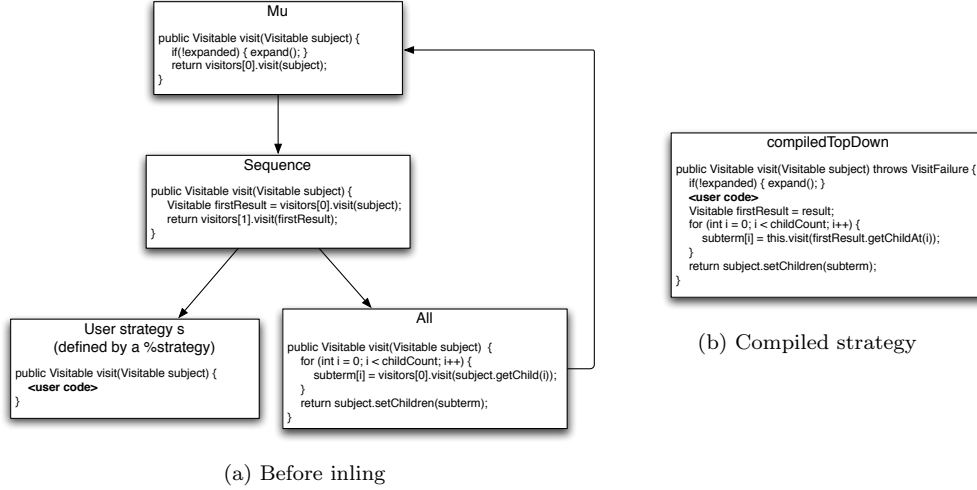 Mu
public Visitable visit(Visitable subject) {
if(!expanded) { expand(); }
return visitors[0].visit(subject);
}
Sequence
public Visitable visit(Visitable subject) {
Visitable firstResult = visitors[0].visit(subject);
return visitors[1].visit(firstResult);
}
User strategy s
(defined by a %strategy)
public Visitable visit(Visitable subject) {
<user code>
}
All
public Visitable visit(Visitable subject) {
for (int i = 0; i < childCount; i++) {
subterm[i] = visitors[0].visit(subject.getChild(i));
}
return subject.setChildren(subterm);
}
(a) Before inling
compiledTopDown
public Visitable visit(Visitable subject) throws VisitFailure {
if(!expanded) { expand(); }
<user code>
Visitable firstResult = result;
for (int i = 0; i < childCount; i++) {
subterm[i] = this.visit(firstResult.getChildAt(i));
}
return subject.setChildren(subterm);
}
(b) Compiled strategy